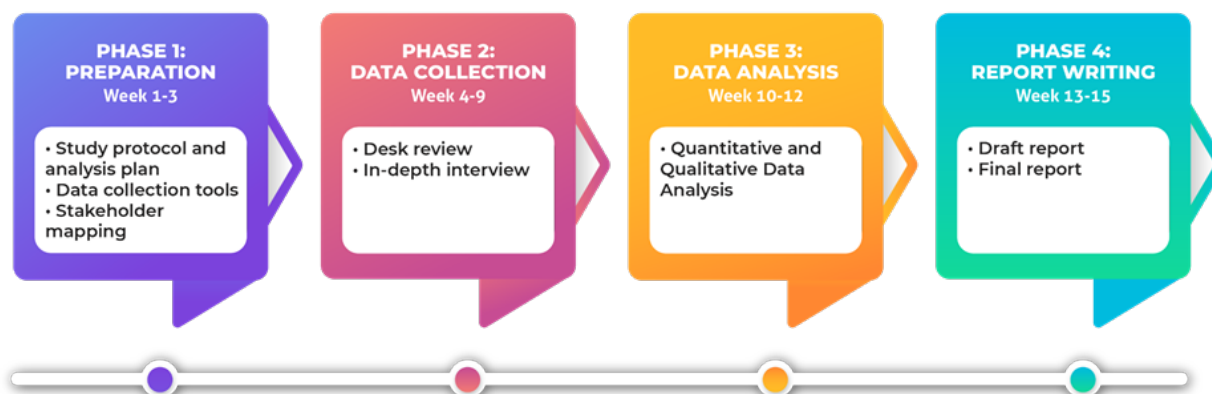 PHASE 1:
PREPARATION
Week 1-3
• Study protocol and
analysis plan
• Data collection tools
• Stakeholder
mapping
PHASE 2:
DATA COLLECTION
Week 4-9
• Desk review
• In-depth interview
PHASE 3:
DATA ANALYSIS
Week 10-12
• Quantitative and
Qualitative Data
Analysis
PHASE 4:
REPORT WRITING
Week 13-15
• Draft report
• Final report